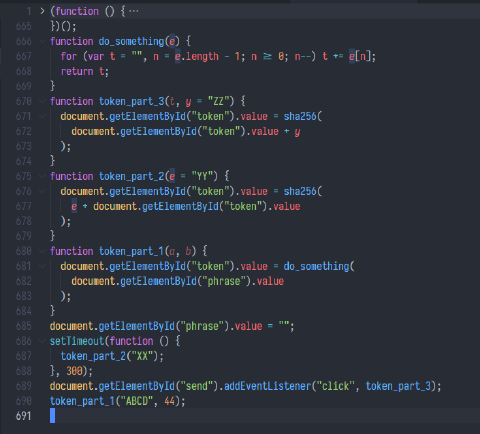 1 > (function () { ···
665 })();
666 function do_something(e) {
667 for (var t = "", n = e.length - 1; n ≥ 0; n--) t += e[n];
668 return t;
669 }
670 function token_part_3(t, y = "ZZ") {
671 document.getElementById("token").value = sha256(
672 document.getElementById("token").value + y
673 );
674 }
675 function token_part_2(e = "YY") {
676 document.getElementById("token").value = sha256(
677 e + document.getElementById("token").value
678 );
679 }
680 function token_part_1(a, b) {
681 document.getElementById("token").value = do_something(
682 document.getElementById("phrase").value
683 );
684 }
685 document.getElementById("phrase").value = "";
686 setTimeout(function () {
687 token_part_2("XX");
688 }, 300);
689 document.getElementById("send").addEventListener("click", token_part_3);
690 token_part_1("ABCD", 44);
691